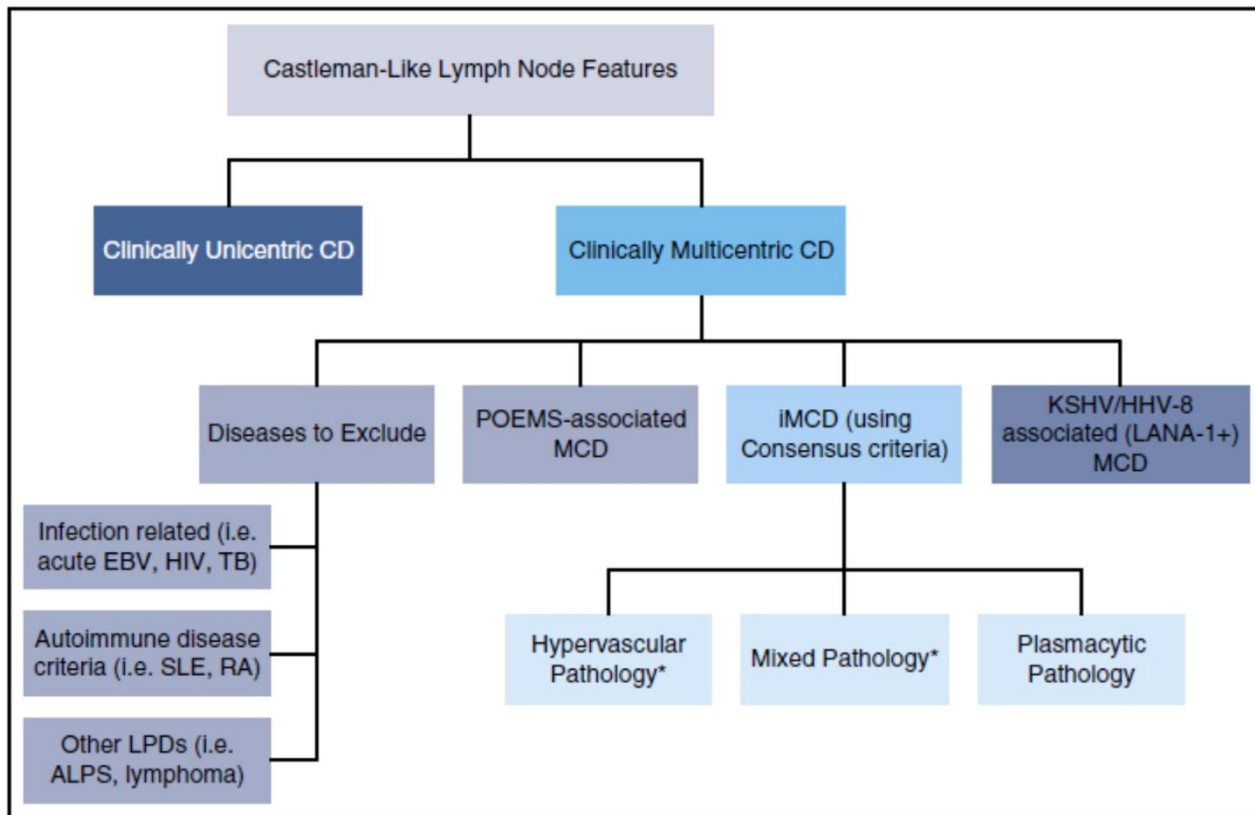 Castleman-Like Lymph Node Features
Clinically Unicentric CD
Clinically Multicentric CD
Diseases to Exclude
POEMS-associated
MCD
iMCD (using
Consensus criteria)
KSHV/HHV-8
associated (LANA-1+)
MCD
Infection related (i.e.
acute EBV, HIV, TB)
Autoimmune disease
criteria (i.e. SLE, RA)
Other LPDs (i.e.
ALPS, lymphoma)
Hypervascular
Pathology*
Mixed Pathology*
Plasmacytic
Pathology